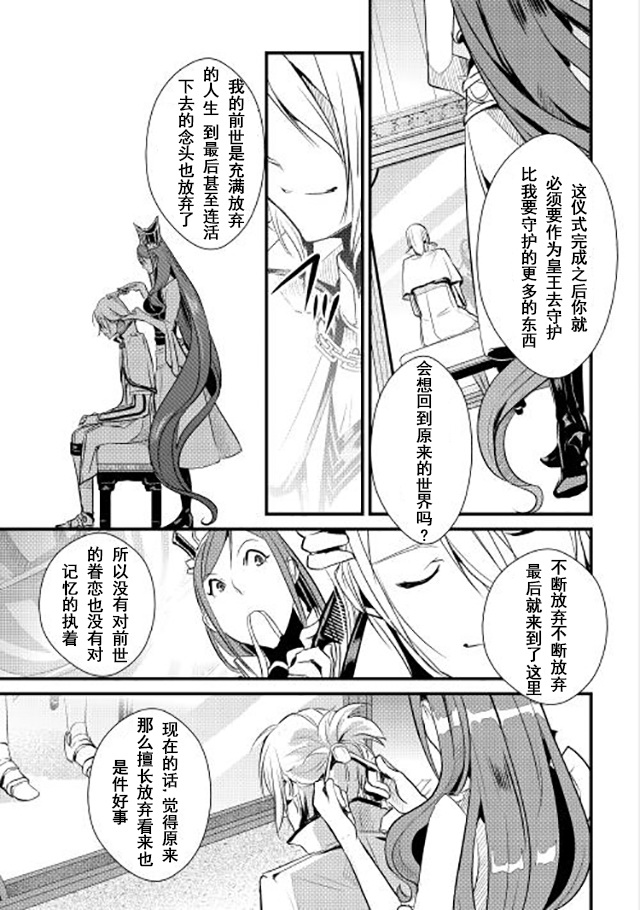 这仪式完成之后你就
必须要作为皇王去守护
比我要守护的更多的东西
会想回到原来的世界吗？
我的前世是充满放弃
的人生 到最后甚至连活
下去的念头也放弃了
不断放弃不断放弃
最后就来到了这里
所以没有对前世
的眷恋也没有对
记忆的执着
现在的话 觉得原来
那么擅长放弃看来也
是件好事